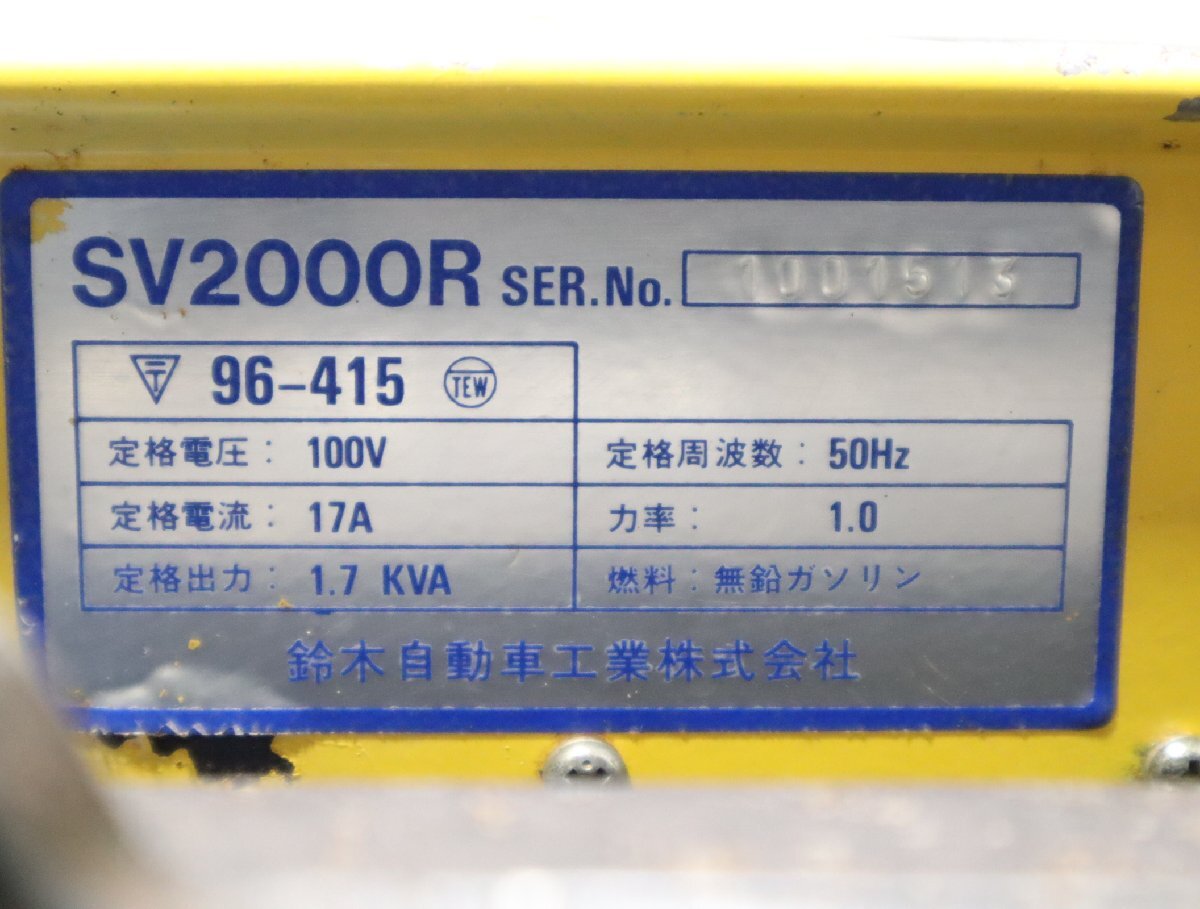 SV2000R SER.No. 1001513
〒 96-415 TEW
定格電圧: 100V 定格周波数: 50Hz
定格電流: 17A 力率: 1.0
定格出力: 1.7 KVA 燃料: 無鉛ガソリン
鈴木自動車工業株式会社